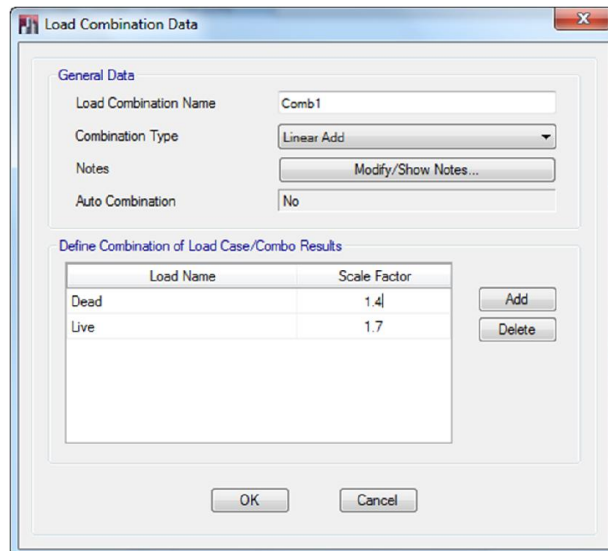 Load Combination Data
General Data
Load Combination Name Comb1
Combination Type Linear Add
Notes Modify/Show Notes...
Auto Combination No
Define Combination of Load Case/Combo Results
Load Name Scale Factor
Dead 1.4 Add
Live 1.7 Delete
OK Cancel